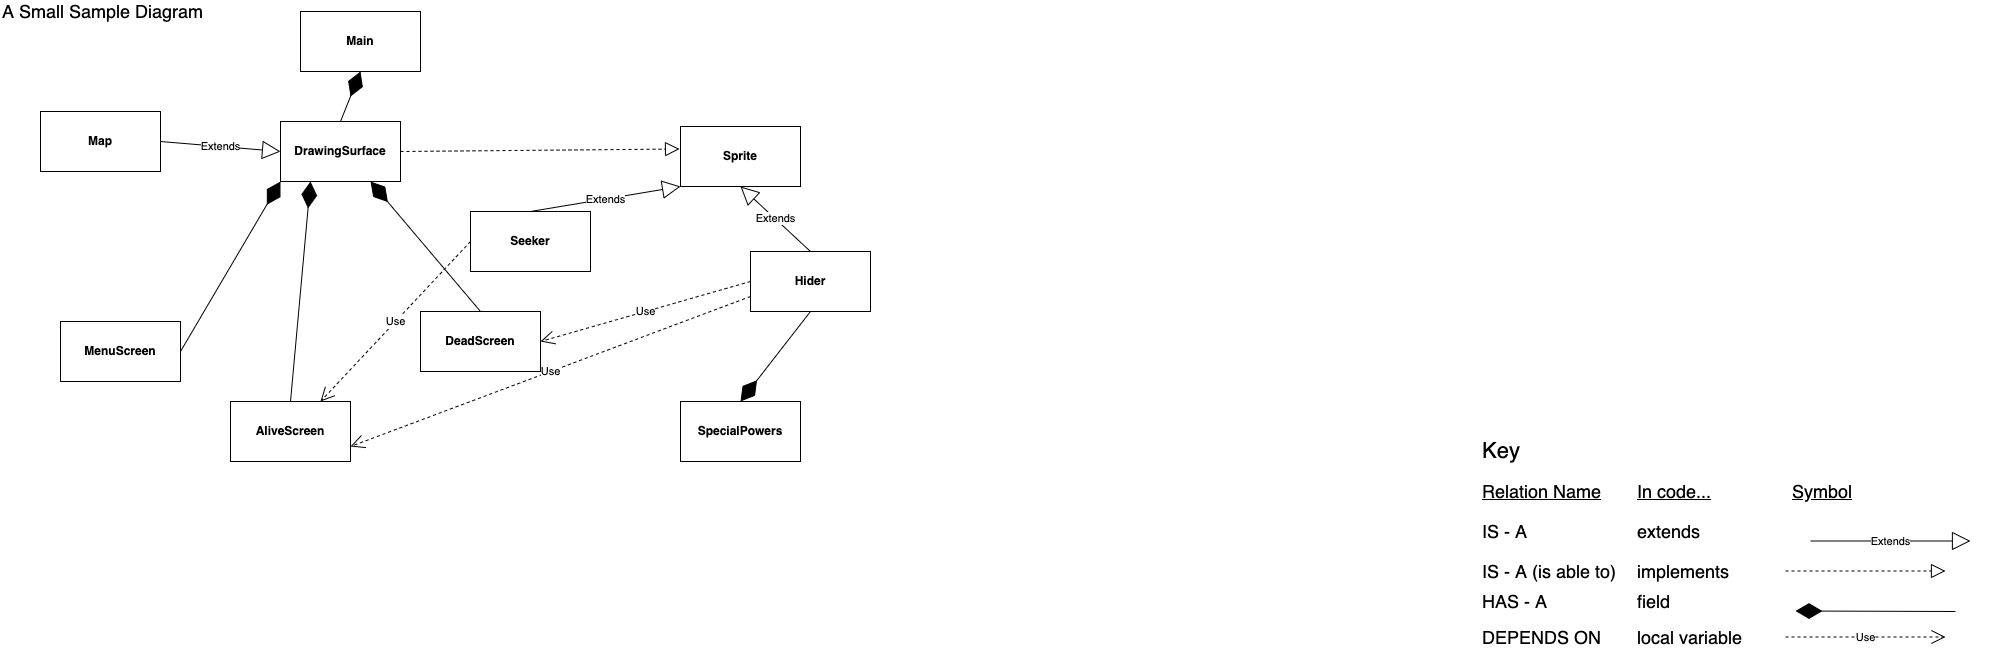 A Small Sample Diagram
Main
Map
Extends
DrawingSurface
Sprite
Extends
Extends
Seeker
Hider
Use
Use
DeadScreen
MenuScreen
Use
AliveScreen
SpecialPowers
Key
Relation Name In code... Symbol
IS - A extends Extends
IS - A (is able to) implements
HAS - A field
DEPENDS ON local variable Use